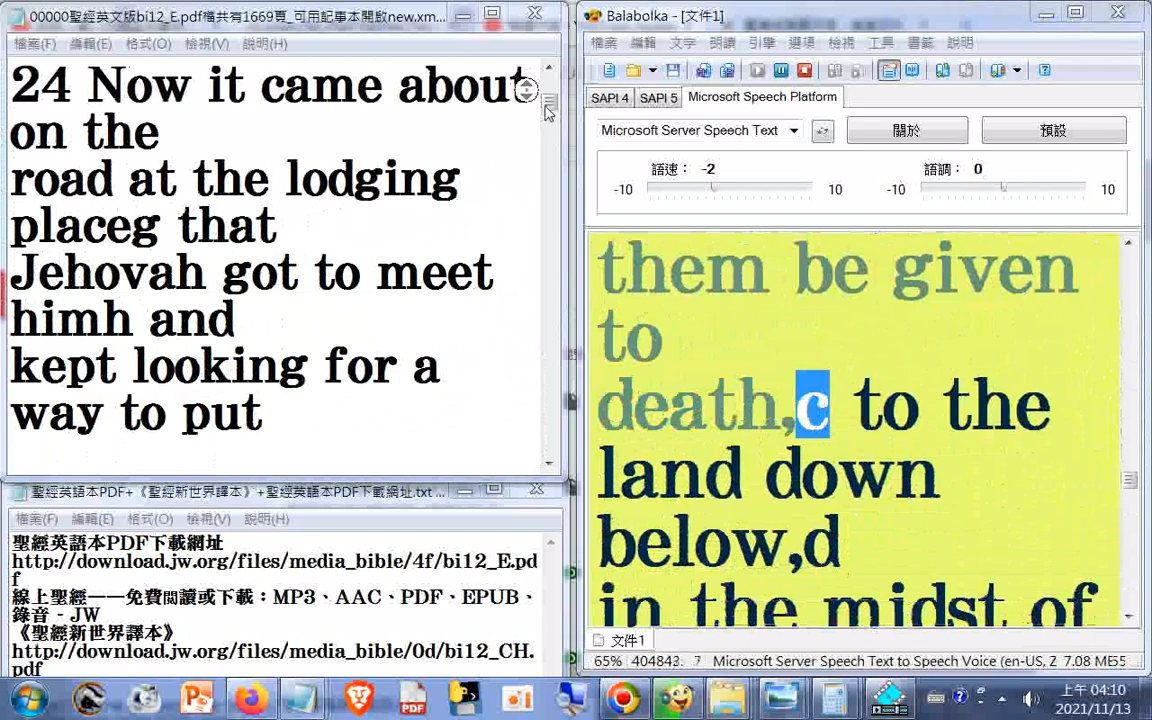 00000聖經英文版bi12_E.pdf檔共有1669頁_可用記事本開啟new.xm...
檔案(F) 編輯(E) 格式(O) 檢視(V) 說明(H)
24 Now it came about
on the
road at the lodging
placeg that
Jehovah got to meet
himh and
kept looking for a
way to put
聖經英語本PDF+《聖經新世界譯本》+聖經英語本PDF下載網址.txt ...
檔案(F) 編輯(E) 格式(O) 檢視(V) 說明(H)
聖經英語本PDF下載網址
http://download.jw.org/files/media_bible/4f/bi12_E.pd
f
線上聖經——免費閱讀或下載：MP3、AAC、PDF、EPUB、
錄音 - JW
《聖經新世界譯本》
http://download.jw.org/files/media_bible/0d/bi12_CH.
pdf
Balabolka - [文件1]
檔案 編輯 文字 朗讀 引擎 選項 檢視 工具 書籤 說明
SAPI 4 SAPI 5 Microsoft Speech Platform
Microsoft Server Speech Text 關於 預設
語速： -2 語調： 0
-10 10 -10 10
them be given
to
death,c to the
land down
below,d
in the midst of
文件1
65% 404843: 7 Microsoft Server Speech Text to Speech Voice (en-US, Z 7.08 ME55
PDF
上午 04:10
2021/11/13